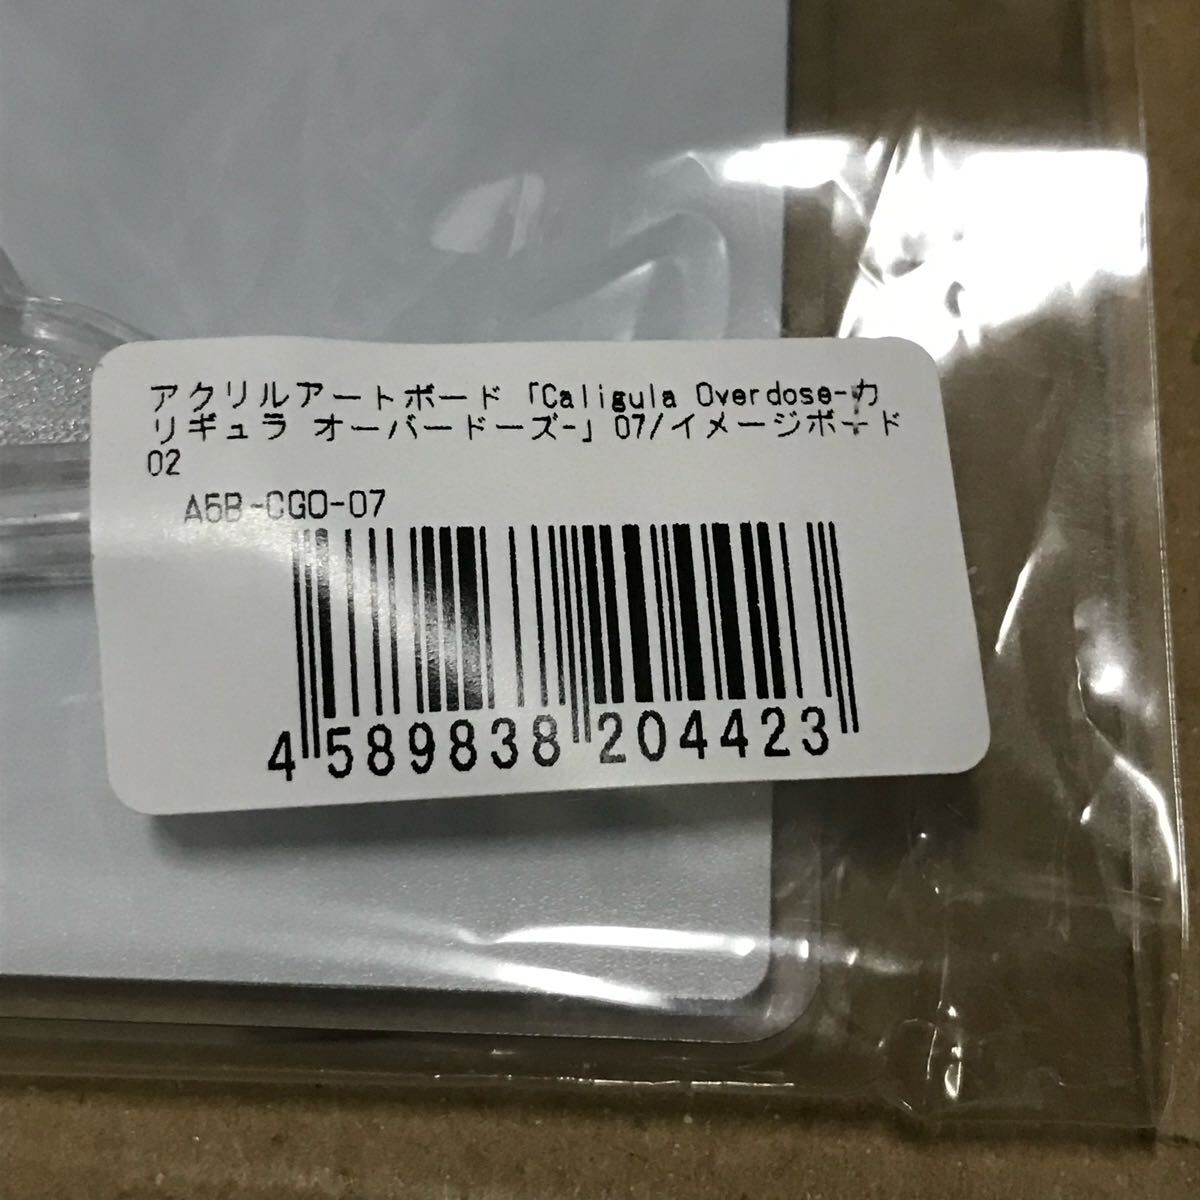 アクリルアートボード「Caligula Overdose-カ
リギュラ オーバードーズ-」07/イメージボード
02
A5B-CGO-07
4 589838 204423